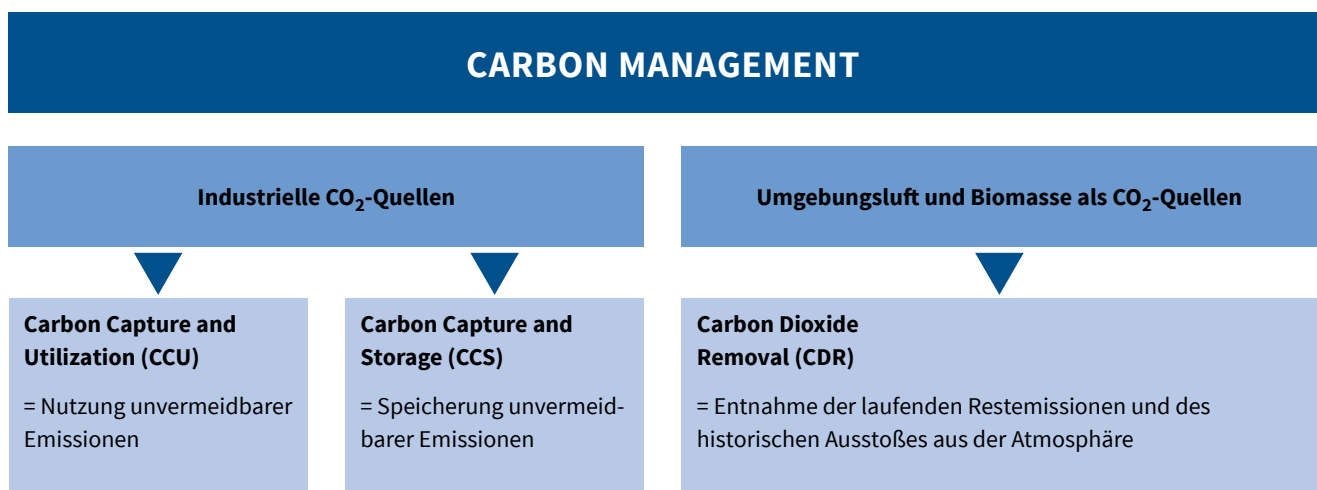 CARBON MANAGEMENT
Industrielle CO₂-Quellen
Umgebungsluft und Biomasse als CO₂-Quellen
Carbon Capture and
Utilization (CCU)
= Nutzung unvermeidbarer
Emissionen
Carbon Capture and
Storage (CCS)
= Speicherung unvermeid-
barer Emissionen
Carbon Dioxide
Removal (CDR)
= Entnahme der laufenden Restemissionen und des
historischen Ausstoßes aus der Atmosphäre